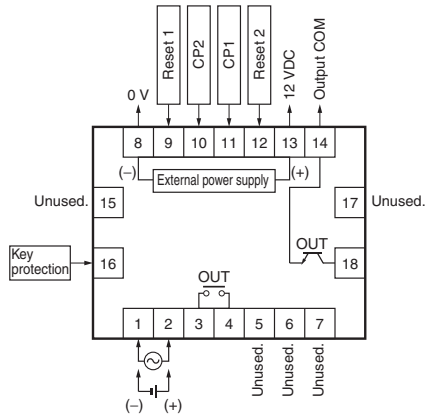 Reset 1
CP2
CP1
Reset 2
0 V
12 VDC
Output COM
8 9 10 11 12 13 14
(−) External power supply (+)
Unused. 15
17 Unused.
Key
protection
16
OUT
18
OUT
1 2 3 4 5 6 7
Unused.
Unused.
Unused.
(−) (+)